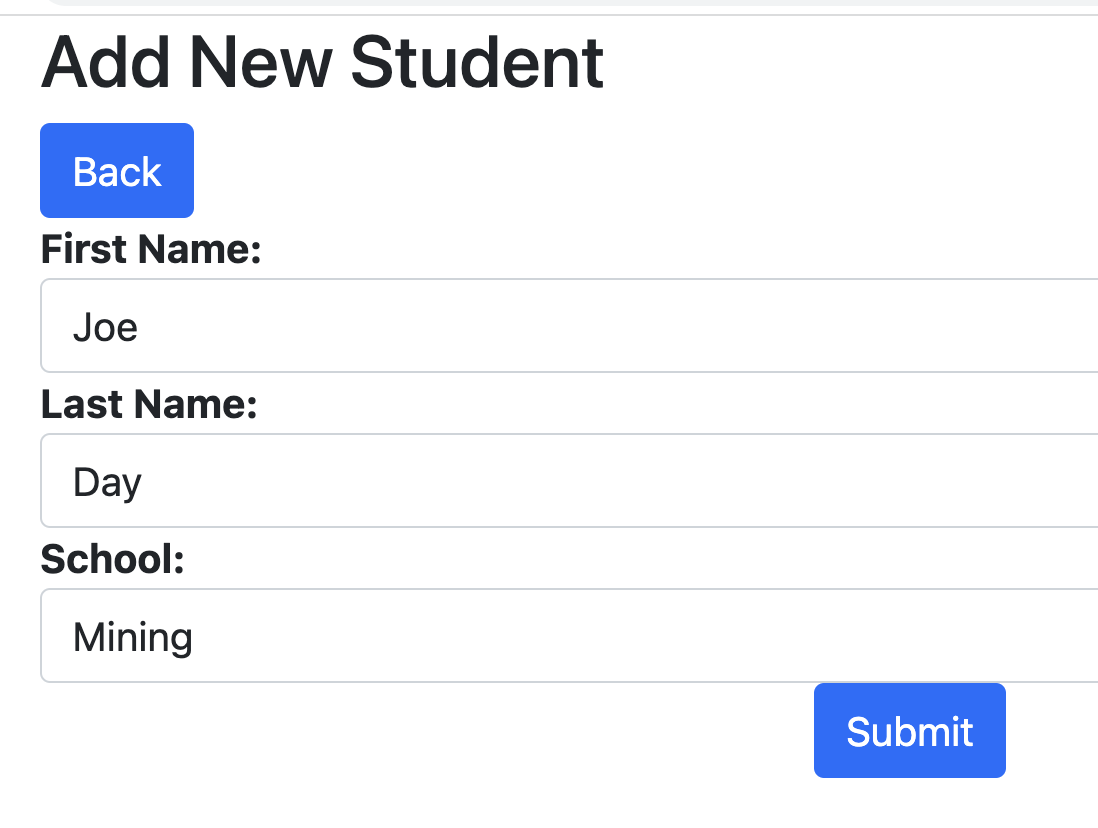 Add New Student
Back
First Name:
Joe
Last Name:
Day
School:
Mining
Submit